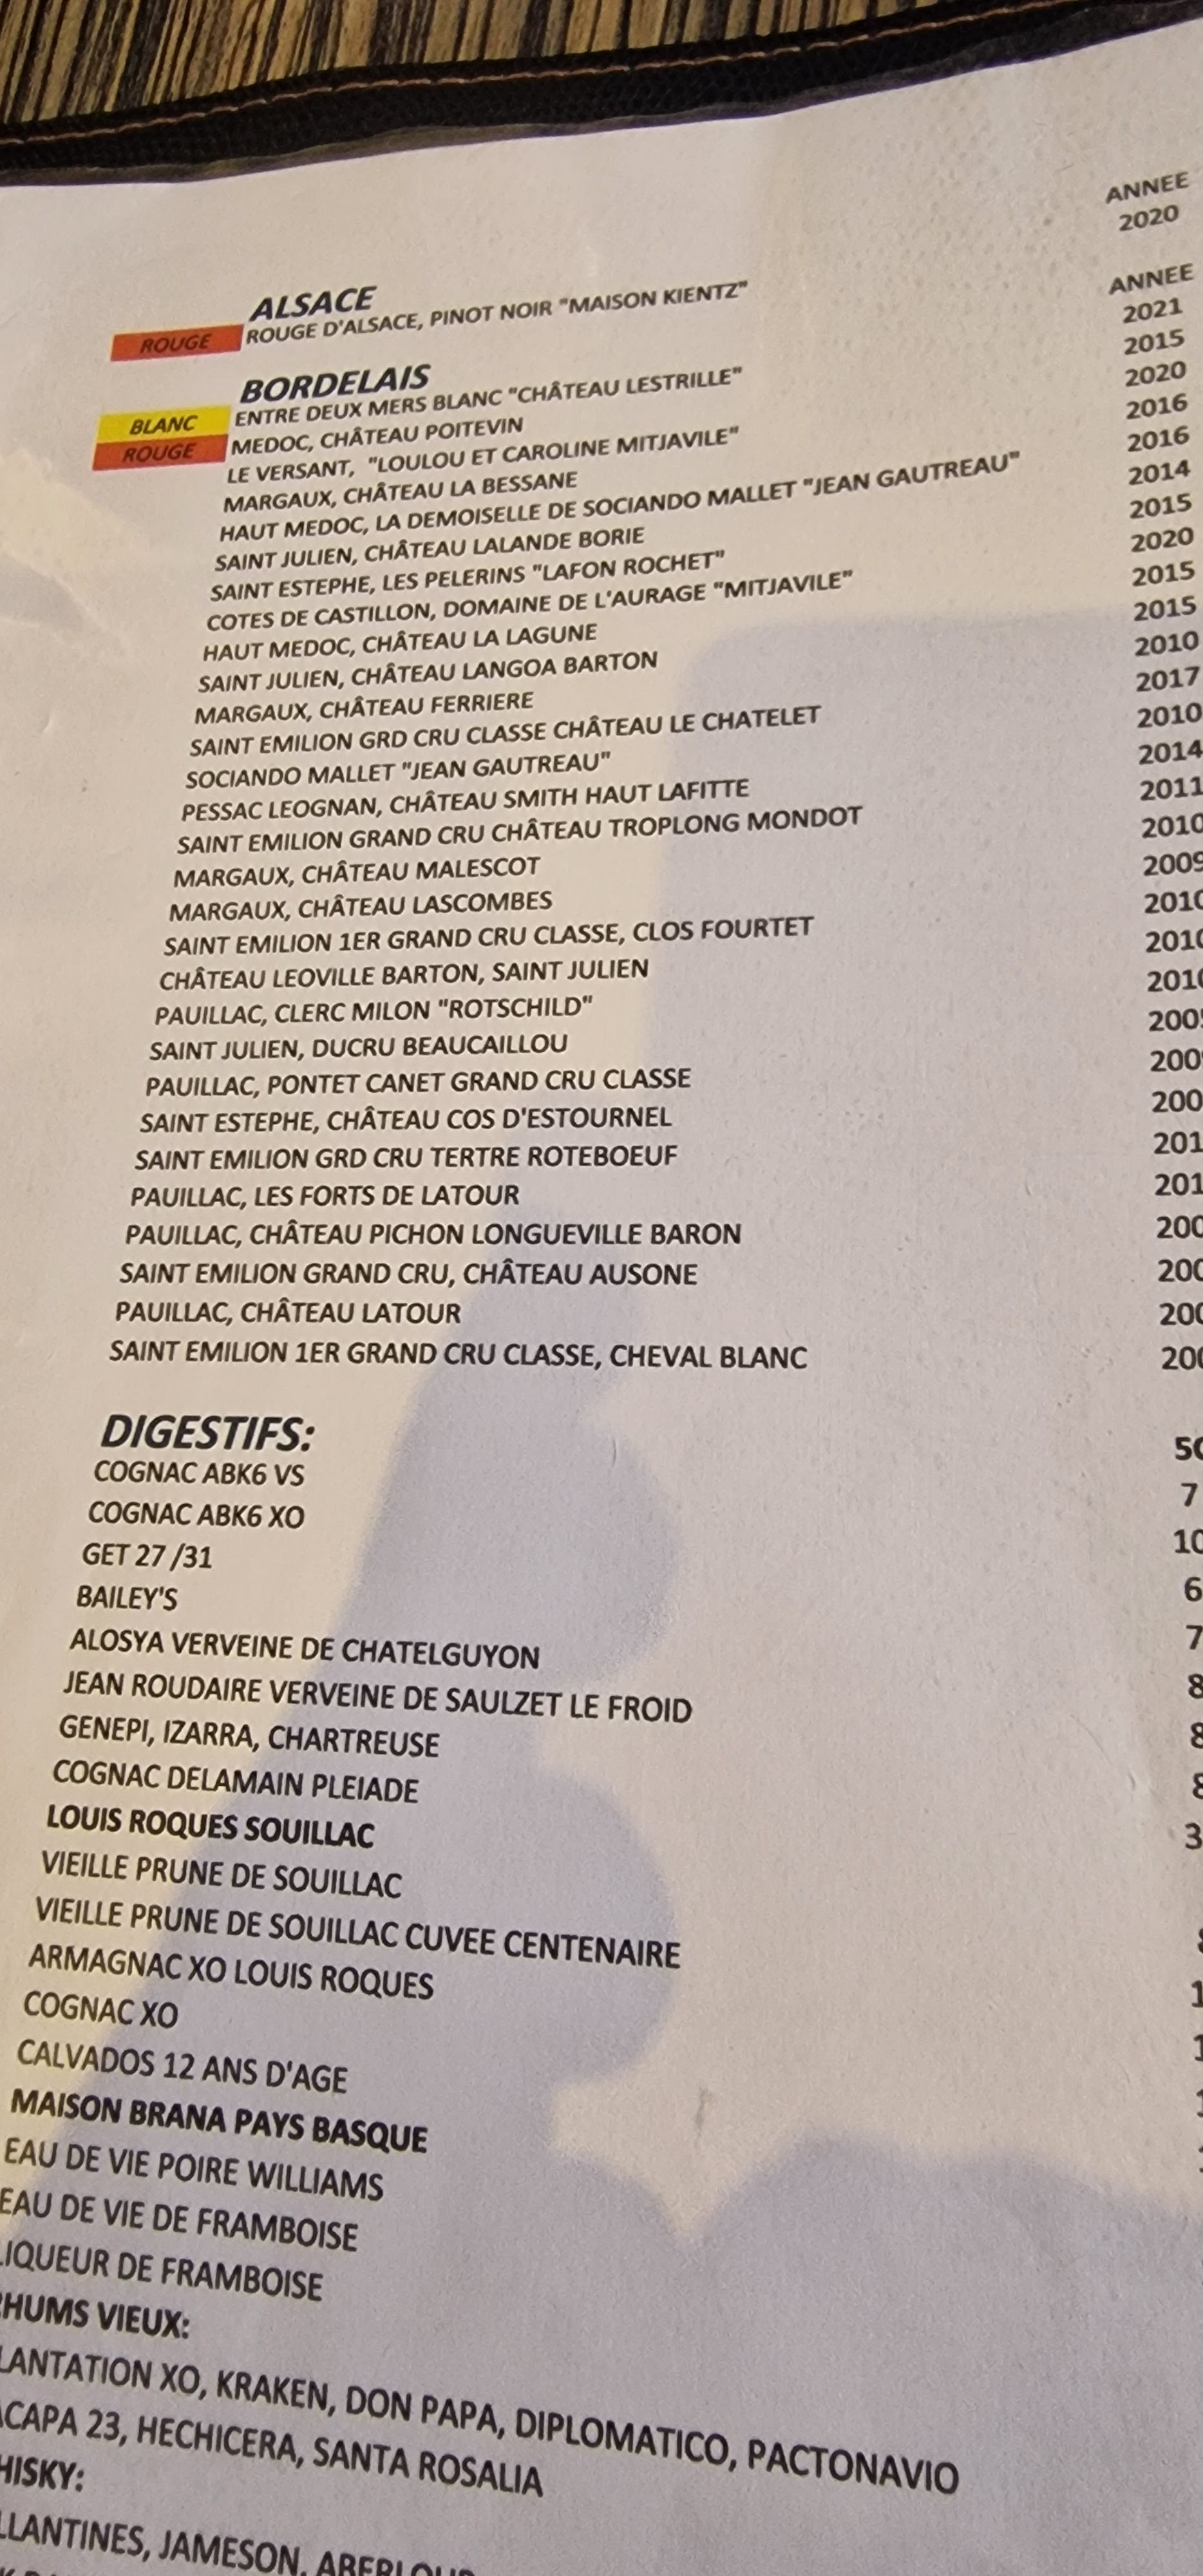 ALSACE ANNEE
ROUGE ROUGE D'ALSACE, PINOT NOIR "MAISON KIENTZ" 2020
BORDELAIS ANNEE
BLANC ENTRE DEUX MERS BLANC "CHÂTEAU LESTRILLE" 2021
ROUGE MEDOC, CHÂTEAU POITEVIN 2015
LE VERSANT, "LOULOU ET CAROLINE MITJAVILE" 2020
MARGAUX, CHÂTEAU LA BESSANE 2016
HAUT MEDOC, LA DEMOISELLE DE SOCIANDO MALLET "JEAN GAUTREAU" 2016
SAINT JULIEN, CHÂTEAU LALANDE BORIE 2014
SAINT ESTEPHE, LES PELERINS "LAFON ROCHET" 2015
COTES DE CASTILLON, DOMAINE DE L'AURAGE "MITJAVILE" 2020
HAUT MEDOC, CHÂTEAU LA LAGUNE 2015
SAINT JULIEN, CHÂTEAU LANGOA BARTON 2015
MARGAUX, CHÂTEAU FERRIERE 2010
SAINT EMILION GRD CRU CLASSE CHÂTEAU LE CHATELET 2017
SOCIANDO MALLET "JEAN GAUTREAU" 2010
PESSAC LEOGNAN, CHÂTEAU SMITH HAUT LAFITTE 2014
SAINT EMILION GRAND CRU CHÂTEAU TROPLONG MONDOT 2011
MARGAUX, CHÂTEAU MALESCOT 2010
MARGAUX, CHÂTEAU LASCOMBES 2009
SAINT EMILION 1ER GRAND CRU CLASSE, CLOS FOURTET 2010
CHÂTEAU LEOVILLE BARTON, SAINT JULIEN 2010
PAUILLAC, CLERC MILON "ROTSCHILD" 2010
SAINT JULIEN, DUCRU BEAUCAILLOU
PAUILLAC, PONTET CANET GRAND CRU CLASSE
SAINT ESTEPHE, CHÂTEAU COS D'ESTOURNEL
SAINT EMILION GRD CRU TERTRE ROTEBOEUF
PAUILLAC, LES FORTS DE LATOUR
PAUILLAC, CHÂTEAU PICHON LONGUEVILLE BARON
SAINT EMILION GRAND CRU, CHÂTEAU AUSONE
PAUILLAC, CHÂTEAU LATOUR
SAINT EMILION 1ER GRAND CRU CLASSE, CHEVAL BLANC
DIGESTIFS:
COGNAC ABK6 VS 7
COGNAC ABK6 XO
GET 27 /31
BAILEY'S
ALOSYA VERVEINE DE CHATELGUYON
JEAN ROUDAIRE VERVEINE DE SAULZET LE FROID
GENEPI, IZARRA, CHARTREUSE
COGNAC DELAMAIN PLEIADE
LOUIS ROQUES SOUILLAC
VIEILLE PRUNE DE SOUILLAC
VIEILLE PRUNE DE SOUILLAC CUVEE CENTENAIRE
ARMAGNAC XO LOUIS ROQUES
COGNAC XO
CALVADOS 12 ANS D'AGE
MAISON BRANA PAYS BASQUE
EAU DE VIE POIRE WILLIAMS
EAU DE VIE DE FRAMBOISE
LIQUEUR DE FRAMBOISE
VIEUX:
XO, KRAKEN, DON PAPA, DIPLOMATICO, PACTONAVIO
23, HECHICERA, SANTA ROSALIA
JAMESON,